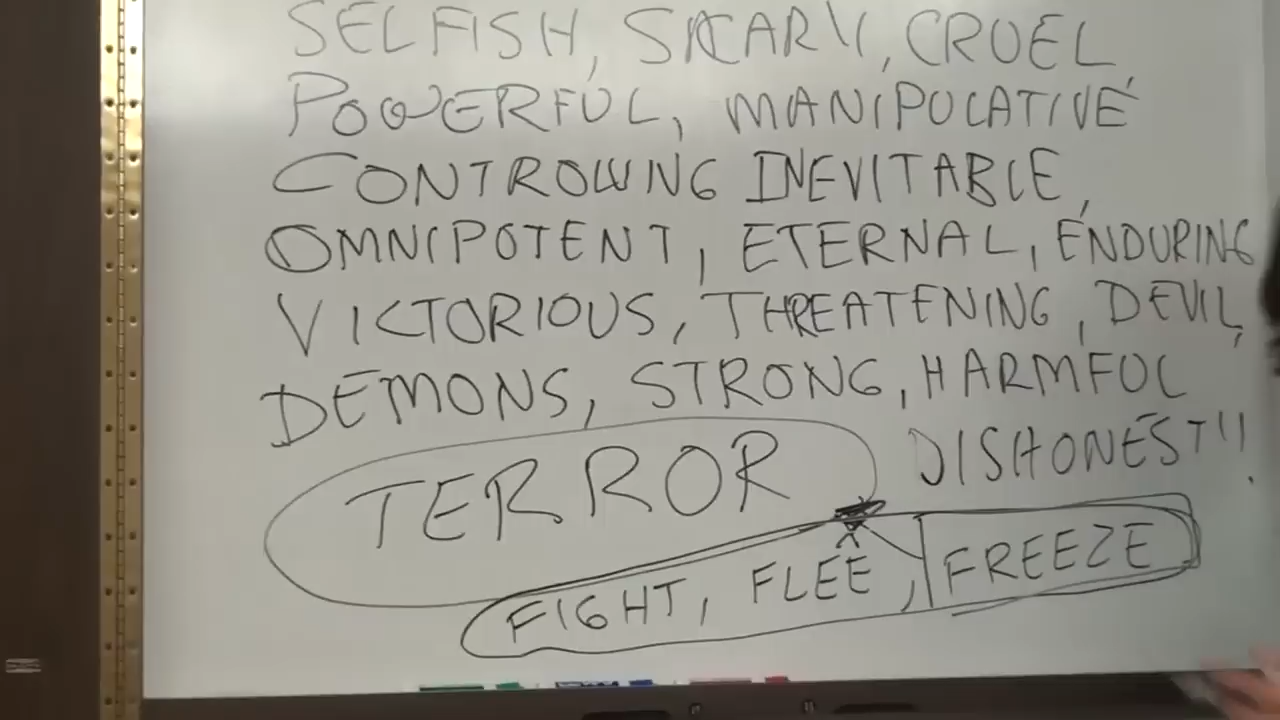 SELFISH, SCARY, CRUEL
POWERFUL, MANIPULATIVE
CONTROLLING INEVITABLE,
OMNIPOTENT, ETERNAL, ENDURING
VICTORIOUS, THREATENING, DEVIL,
DEMONS, STRONG, HARMFUL
TERROR DISHONEST!!
FIGHT, FLEE, FREEZE